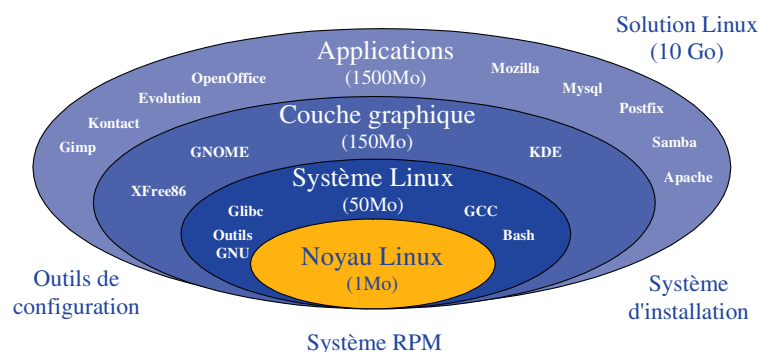 Solution Linux
(10 Go)
Applications
(1500Mo)
OpenOffice
Evolution
Kontact
Gimp
Mozilla
Mysql
Postfix
Samba
Apache
Couche graphique
(150Mo)
GNOME
KDE
XFree86
Système Linux
(50Mo)
Glibc
GCC
Outils
GNU
Bash
Noyau Linux
(1Mo)
Outils de
configuration
Système
d'installation
Système RPM